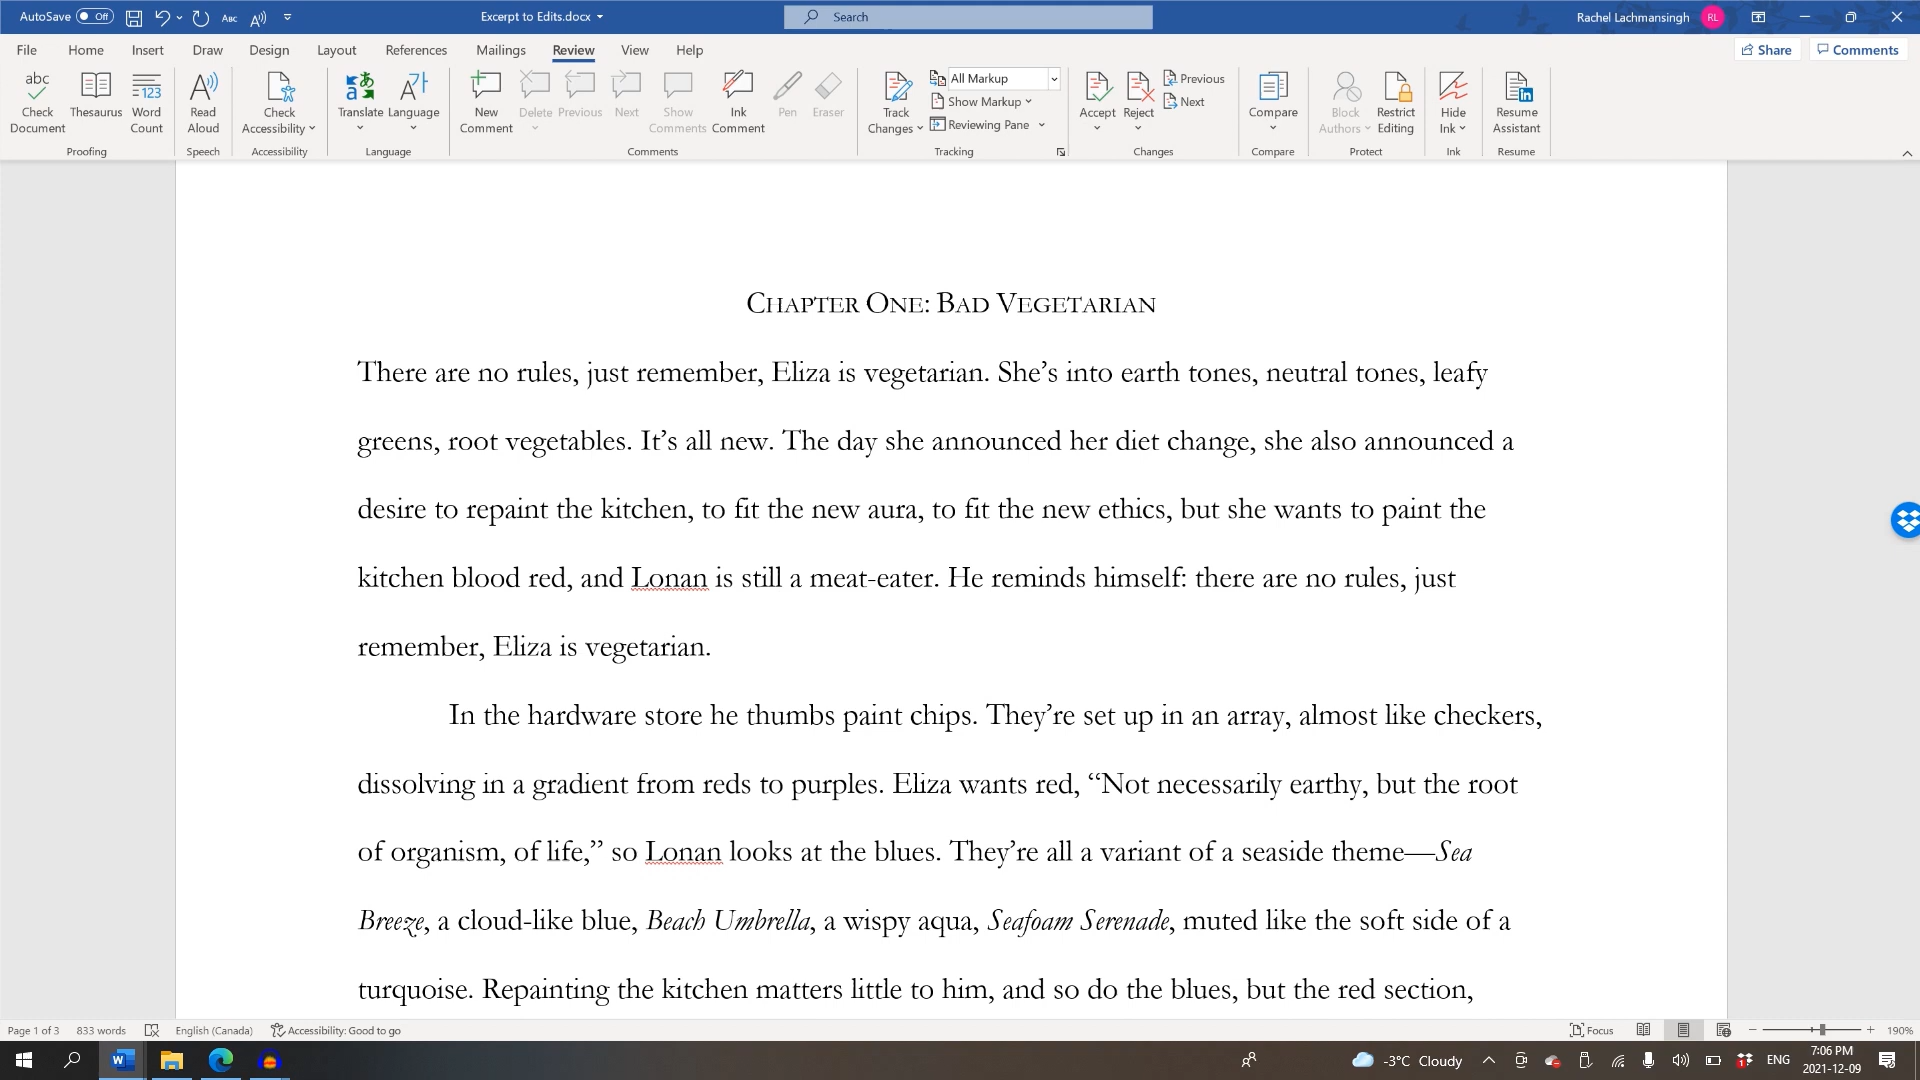 AutoSave Off Abc Excerpt to Edits.docx Search Rachel Lachmansingh RL
File Home Insert Draw Design Layout References Mailings Review View Help Share Comments
abc Check Document
Thesaurus
123 Word Count
Proofing
Read Aloud
Speech
Check Accessibility
Accessibility
Translate
Language
Language
New Comment
Delete
Previous
Next
Show Comments
Ink Comment
Pen
Eraser
Comments
Track Changes
All Markup
Show Markup
Reviewing Pane
Tracking
Accept
Reject
Previous
Next
Changes
Compare
Compare
Block Authors
Restrict Editing
Protect
Hide Ink
Ink
Resume Assistant
Resume
CHAPTER ONE: BAD VEGETARIAN
There are no rules, just remember, Eliza is vegetarian. She’s into earth tones, neutral tones, leafy
greens, root vegetables. It’s all new. The day she announced her diet change, she also announced a
desire to repaint the kitchen, to fit the new aura, to fit the new ethics, but she wants to paint the
kitchen blood red, and Lonan is still a meat-eater. He reminds himself: there are no rules, just
remember, Eliza is vegetarian.
In the hardware store he thumbs paint chips. They’re set up in an array, almost like checkers,
dissolving in a gradient from reds to purples. Eliza wants red, “Not necessarily earthy, but the root
of organism, of life,” so Lonan looks at the blues. They’re all a variant of a seaside theme—Sea
Breeze, a cloud-like blue, Beach Umbrella, a wispy aqua, Seafoam Serenade, muted like the soft side of a
turquoise. Repainting the kitchen matters little to him, and so do the blues, but the red section,
Page 1 of 3 833 words English (Canada) Accessibility: Good to go Focus 190%
-3°C Cloudy ENG 7:06 PM
2021-12-09